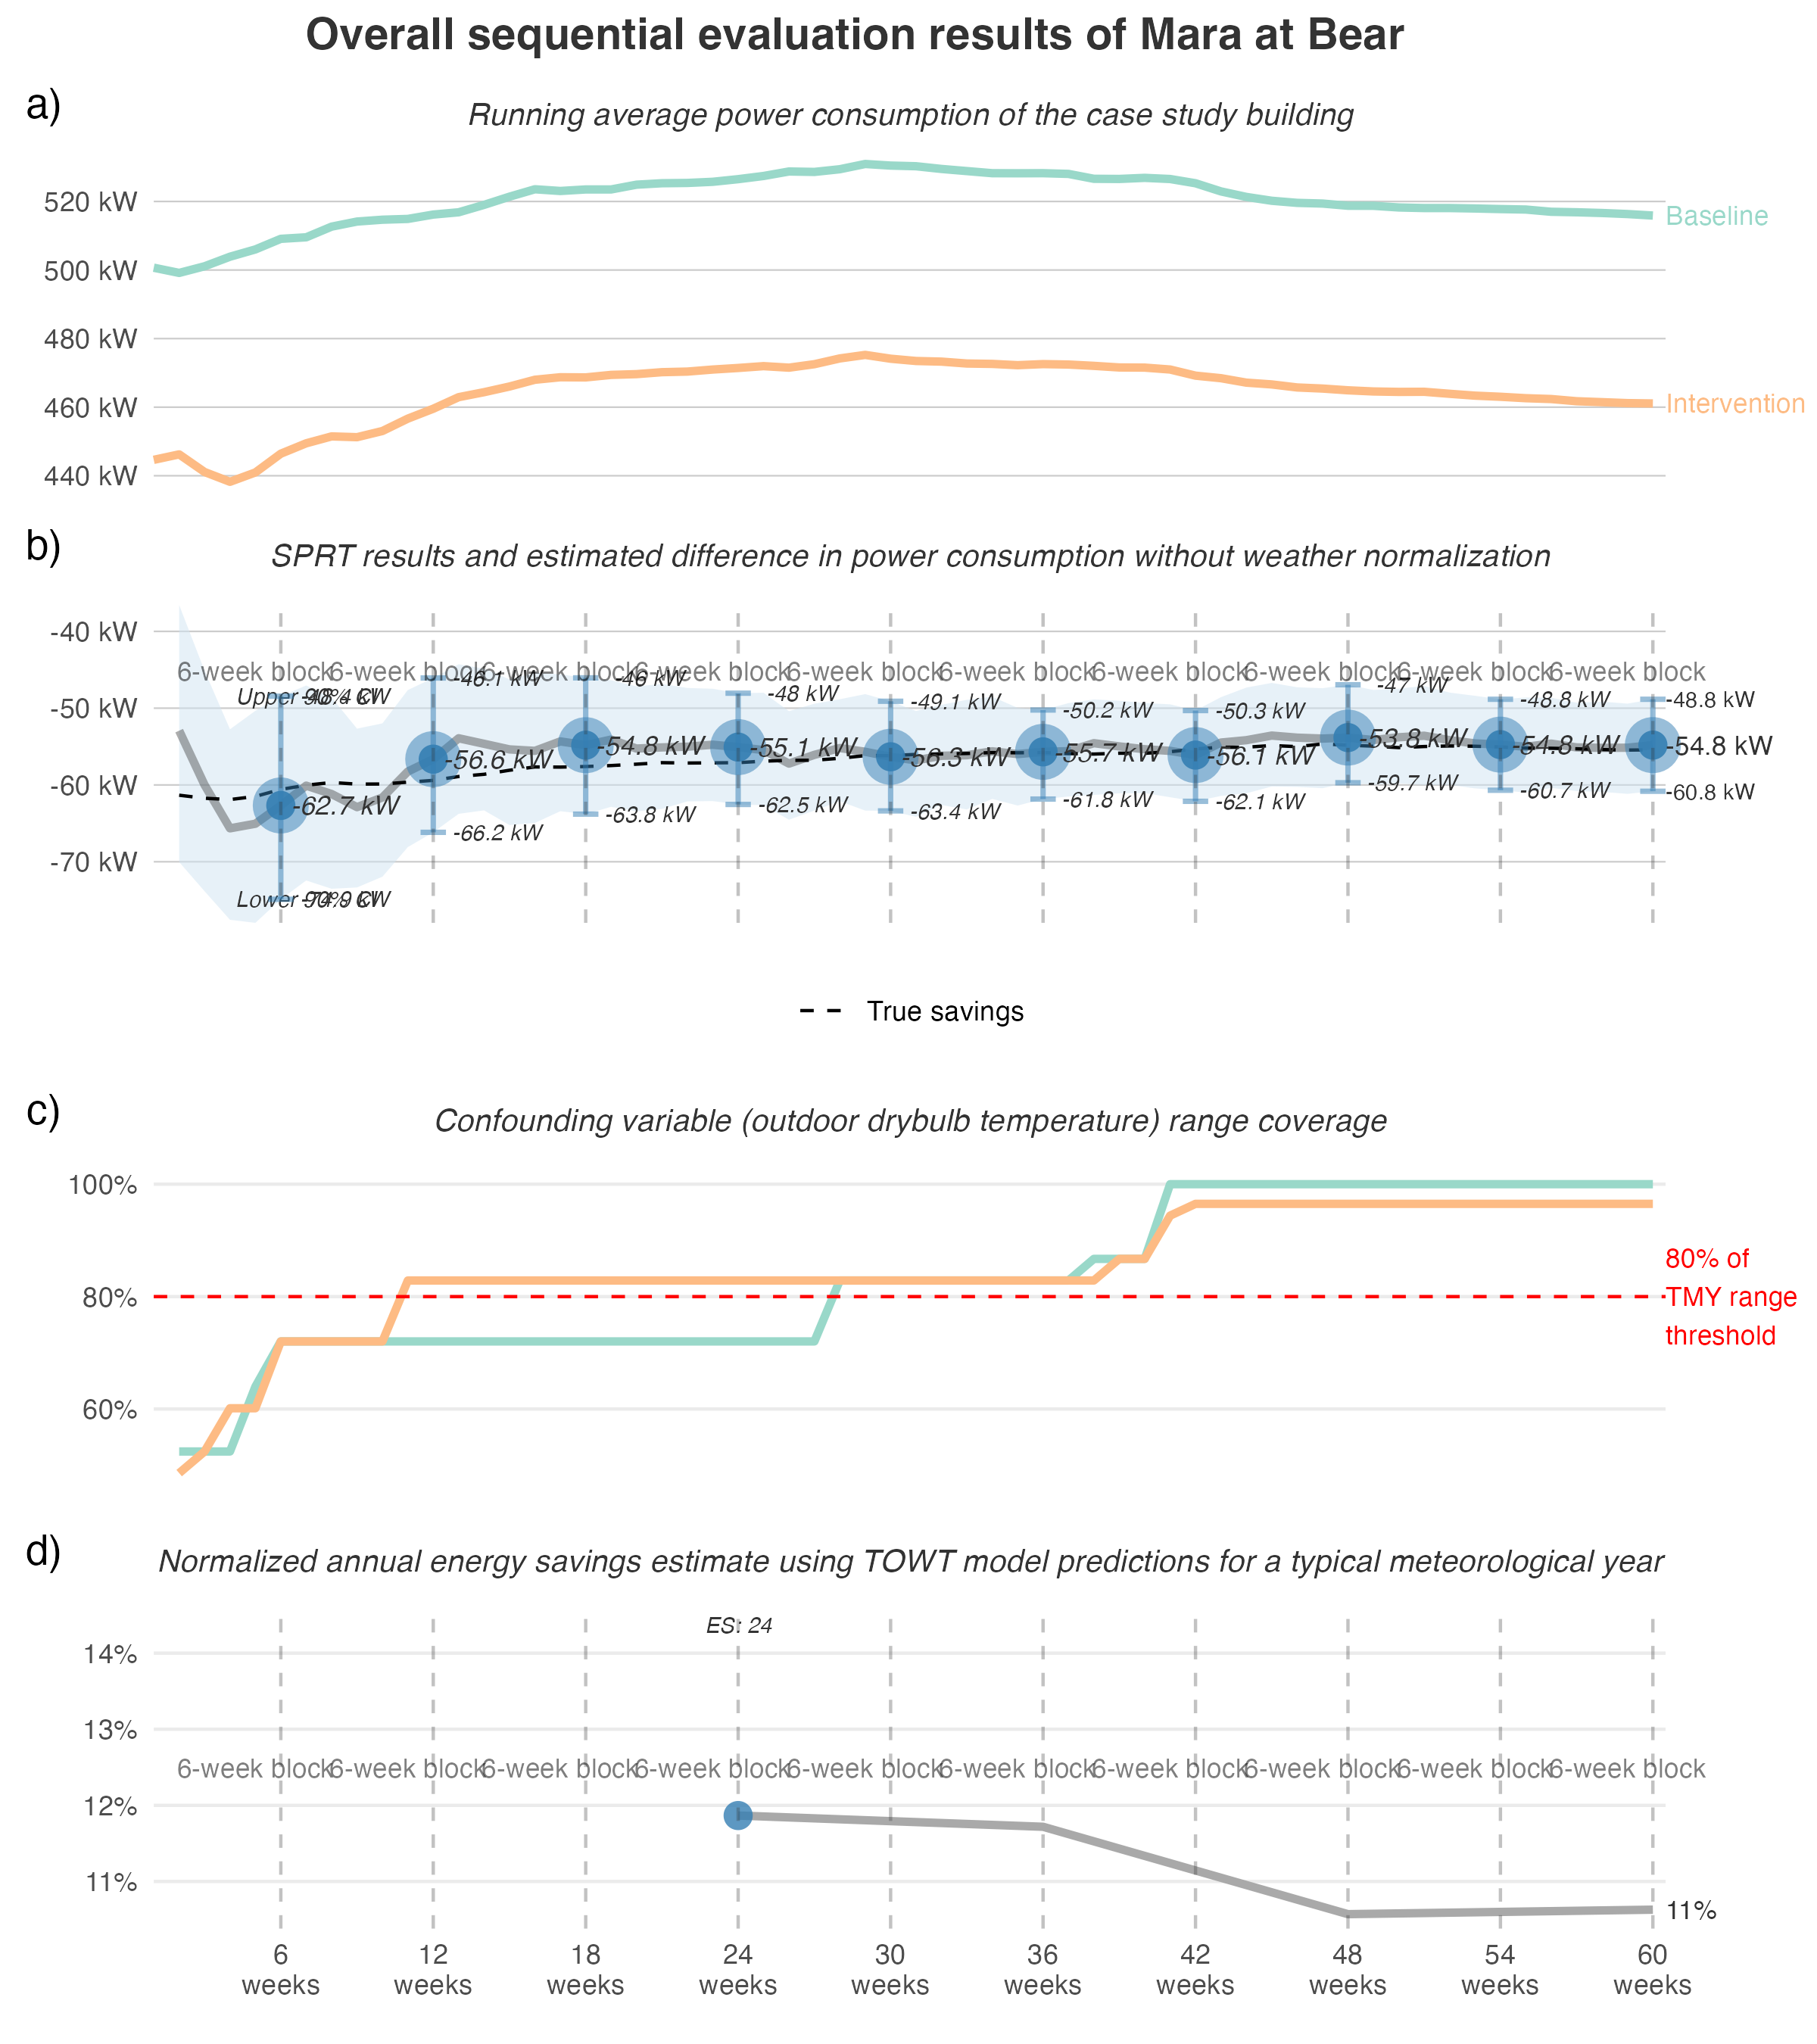 Overall sequential evaluation results of Mara at Bear
a)
Running average power consumption of the case study building
520 kW
500 kW
480 kW
460 kW
440 kW
Baseline
Intervention
b)
SPRT results and estimated difference in power consumption without weather normalization
-40 kW
-50 kW
-60 kW
-70 kW
6-week block 6-week block 6-week block 6-week block 6-week block 6-week block 6-week block 6-week block 6-week block 6-week block
Upper 90% CI
-48.4 kW
-46.1 kW
-46 kW
-48 kW
-49.1 kW
-50.2 kW
-50.3 kW
-47 kW
-48.8 kW
-48.8 kW
-62.7 kW
-56.6 kW
-54.8 kW
-55.1 kW
-56.3 kW
-55.7 kW
-56.1 kW
-53.8 kW
-54.8 kW
-54.8 kW
Lower 90% CI
-74.9 kW
-66.2 kW
-63.8 kW
-62.5 kW
-63.4 kW
-61.8 kW
-62.1 kW
-59.7 kW
-60.7 kW
-60.8 kW
True savings
c)
Confounding variable (outdoor drybulb temperature) range coverage
100%
80%
60%
80% of
TMY range
threshold
d)
Normalized annual energy savings estimate using TOWT model predictions for a typical meteorological year
ES: 24
14%
13%
12%
11%
6-week block 6-week block 6-week block 6-week block 6-week block 6-week block 6-week block 6-week block 6-week block 6-week block
11%
6 weeks
12 weeks
18 weeks
24 weeks
30 weeks
36 weeks
42 weeks
48 weeks
54 weeks
60 weeks